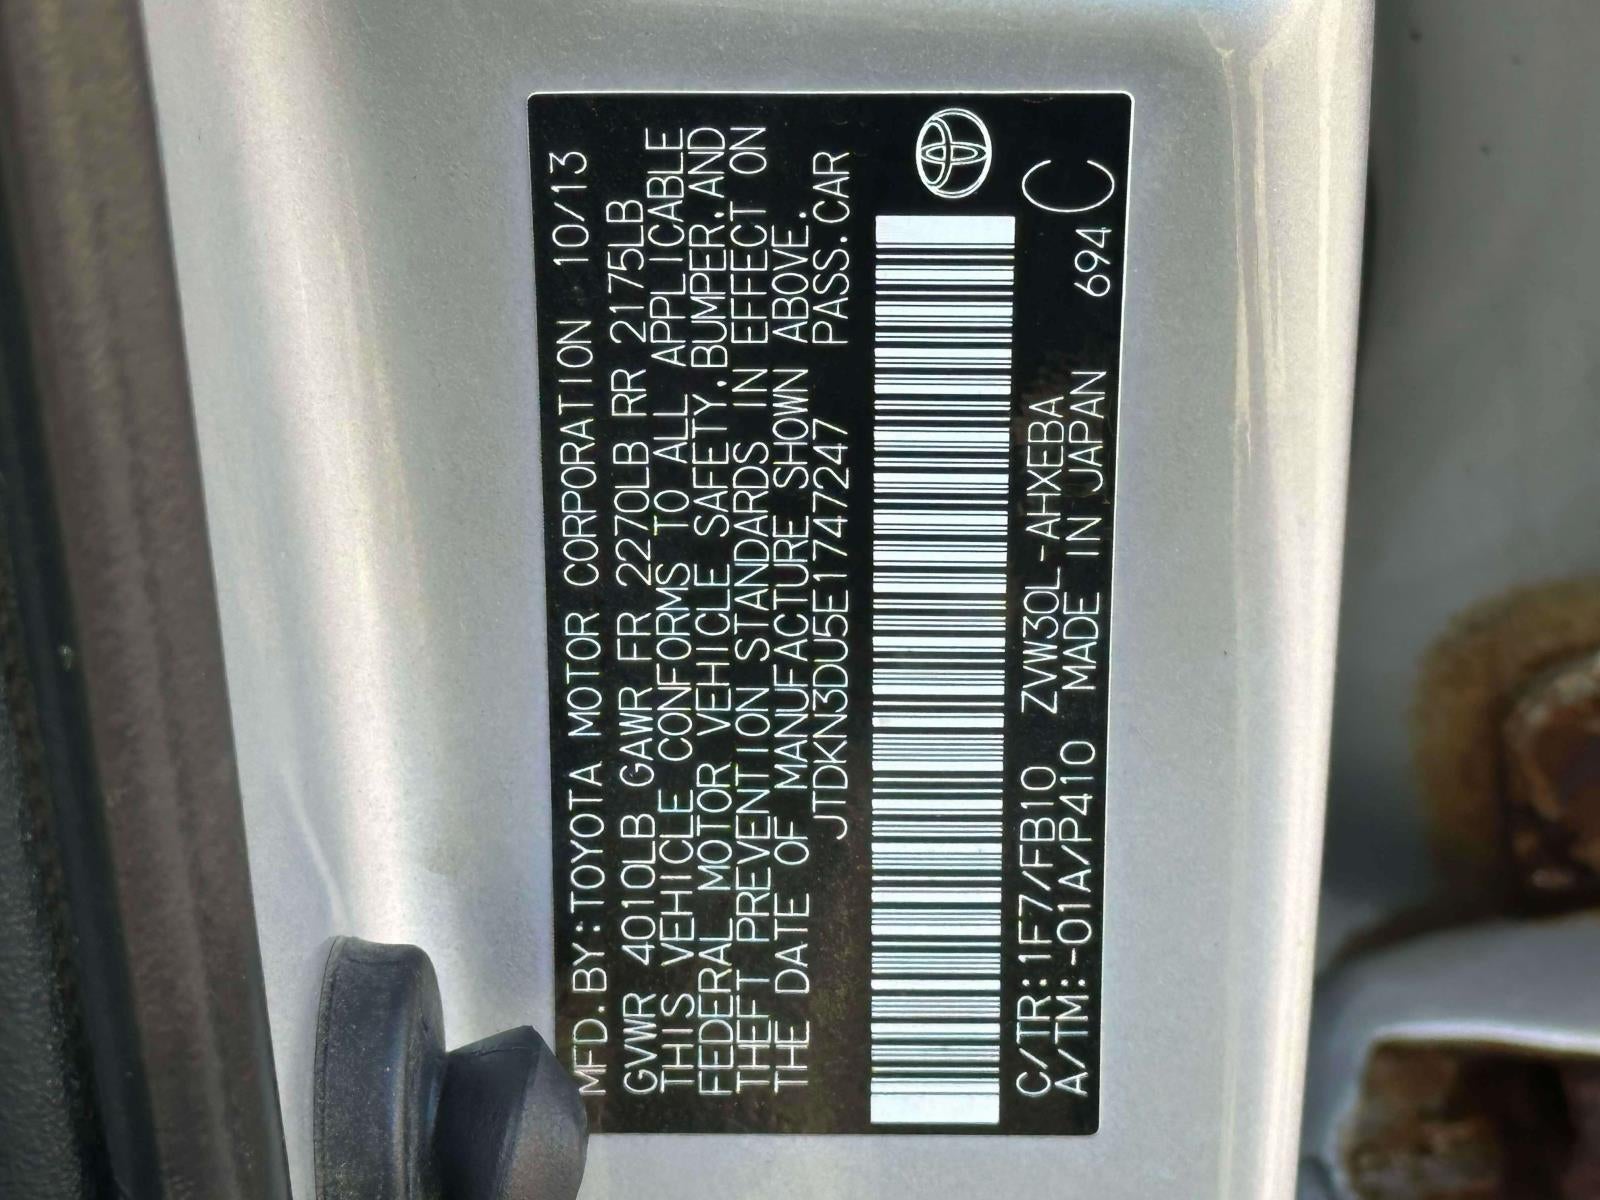 MFD.BY:TOYOTA MOTOR CORPORATION 10/13
GVWR 4010LB GAWR FR 2270LB RR 2175LB
THIS VEHICLE CONFORMS TO ALL APPLICABLE
FEDERAL MOTOR VEHICLE SAFETY,BUMPER,AND
THEFT PREVENTION STANDARDS IN EFFECT ON
THE DATE OF MANUFACTURE SHOWN ABOVE.
JTDKN3DU5E1747247 PASS.CAR
C/TR:1F7/FB10 ZVW30L-AHXEBA
A/TM:-01A/P410 MADE IN JAPAN 694 C